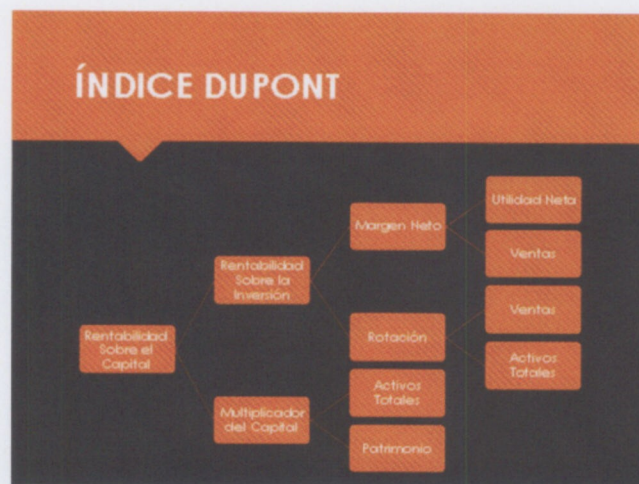 ÍNDICE DUPONT
Utilidad Neta
Margen Neto
Ventas
Rentabilidad
Sobre la
Inversión
Ventas
Rentabilidad
Sobre el
Capital
Rotación
Activos
Totales
Activos
Totales
Multiplicador
del Capital
Patrimonio